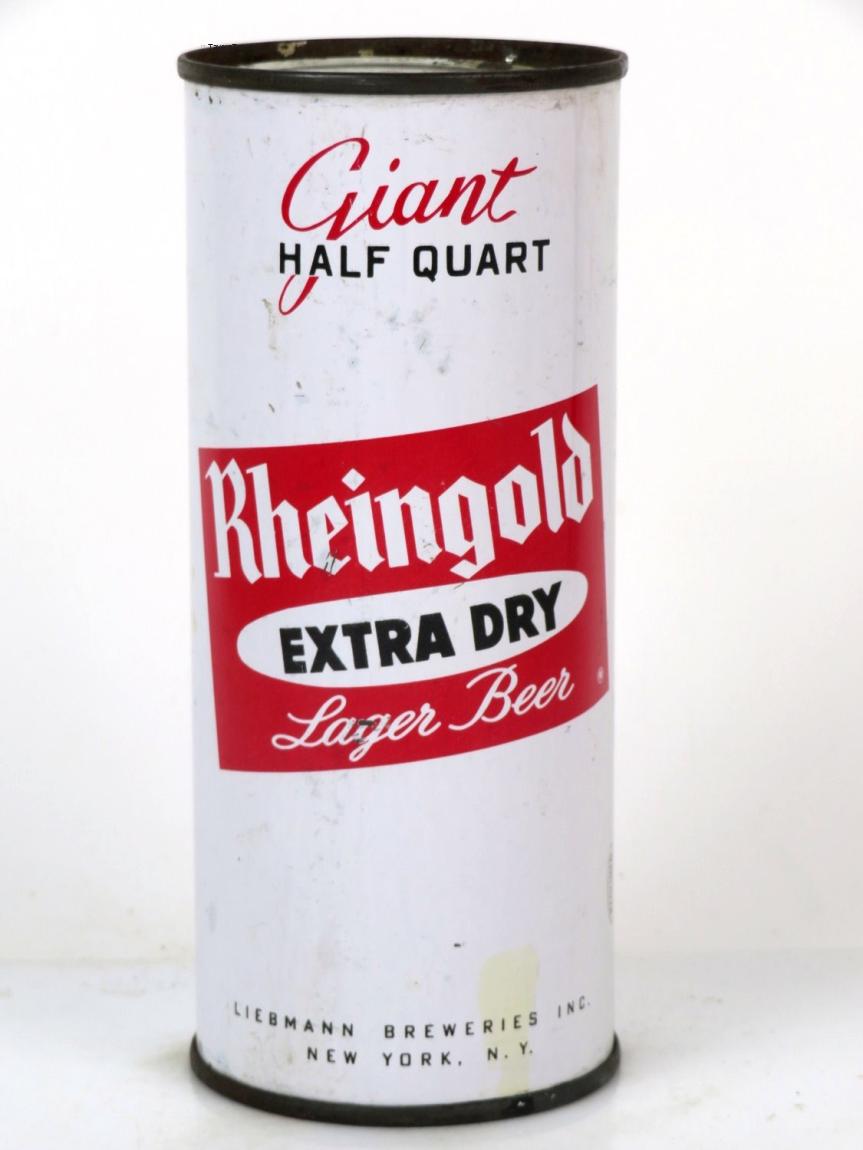 Giant
HALF QUART
Rheingold
EXTRA DRY
Lager Beer
LIEBMANN BREWERIES INC.
NEW YORK, N.Y.